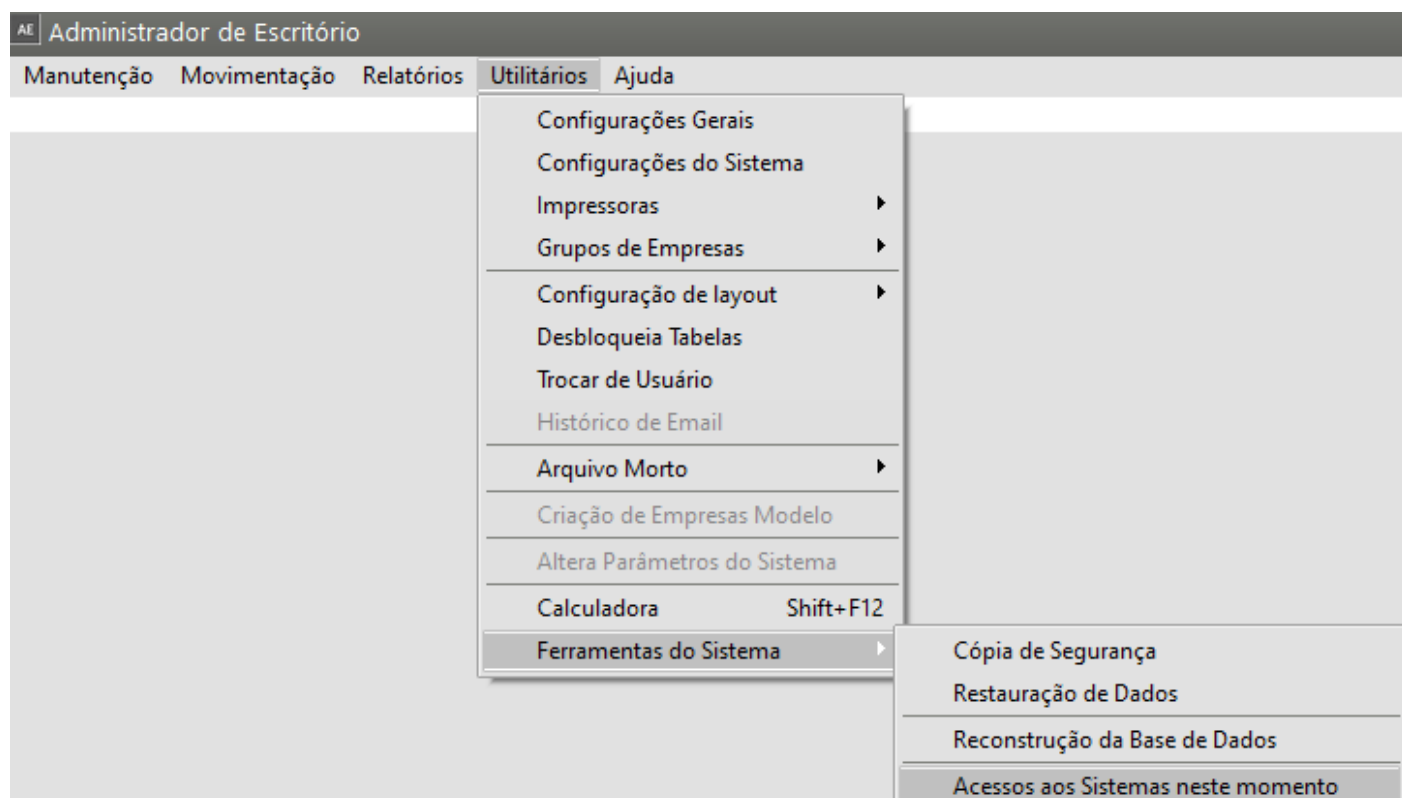 AE Administrador de Escritório
Manutenção Movimentação Relatórios Utilitários Ajuda
Configurações Gerais
Configurações do Sistema
Impressoras
Grupos de Empresas
Configuração de layout
Desbloqueia Tabelas
Trocar de Usuário
Histórico de Email
Arquivo Morto
Criação de Empresas Modelo
Altera Parâmetros do Sistema
Calculadora Shift+F12
Ferramentas do Sistema
Cópia de Segurança
Restauração de Dados
Reconstrução da Base de Dados
Acessos aos Sistemas neste momento